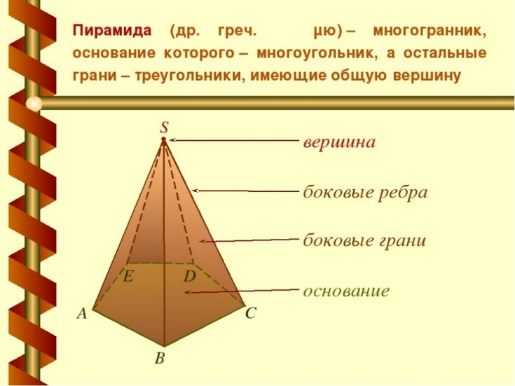 Пирамида (др. греч. μю) – многогранник,
основание которого – многоугольник, а остальные
грани – треугольники, имеющие общую вершину
S
вершина
боковые ребра
боковые грани
E D
основание
A C
B